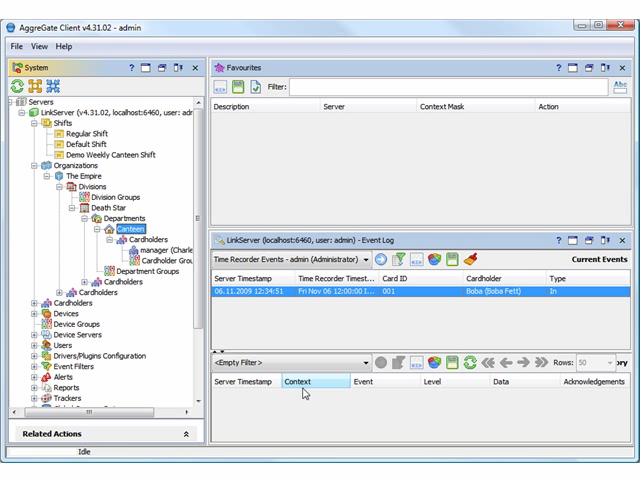 AggreGate Client v4.31.02 - admin
File View Help
System
Servers
LinkServer (v4.31.02, localhost:6460, user: adr
Shifts
Regular Shift
Default Shift
Demo Weekly Canteen Shift
Organizations
The Empire
Divisions
Division Groups
Death Star
Departments
Canteen
Cardholders
manager (Charle
Cardholder Grou
Department Groups
Cardholders
Cardholders
Cardholders
Devices
Device Groups
Device Servers
Users
Drivers/Plugins Configuration
Event Filters
Alerts
Reports
Trackers
Related Actions
Idle
Favourites
Filter:
Abc
Description Server Context Mask Action
LinkServer (localhost:6460, user: admin) - Event Log
Time Recorder Events - admin (Administrator) Current Events
Server Timestamp Time Recorder Timest... Card ID Cardholder Type
06.11.2009 12:34:51 Fri Nov 06 12:00:00 I... 001 Boba (Boba Fett) In
<Empty Filter> Rows: 50 ory
Server Timestamp Context Event Level Data Acknowledgements